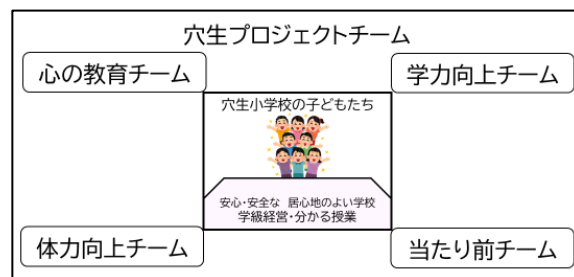 穴生プロジェクトチーム
心の教育チーム
学力向上チーム
穴生小学校の子どもたち
安心・安全な 居心地のよい学校
学級経営・分かる授業
体力向上チーム
当たり前チーム